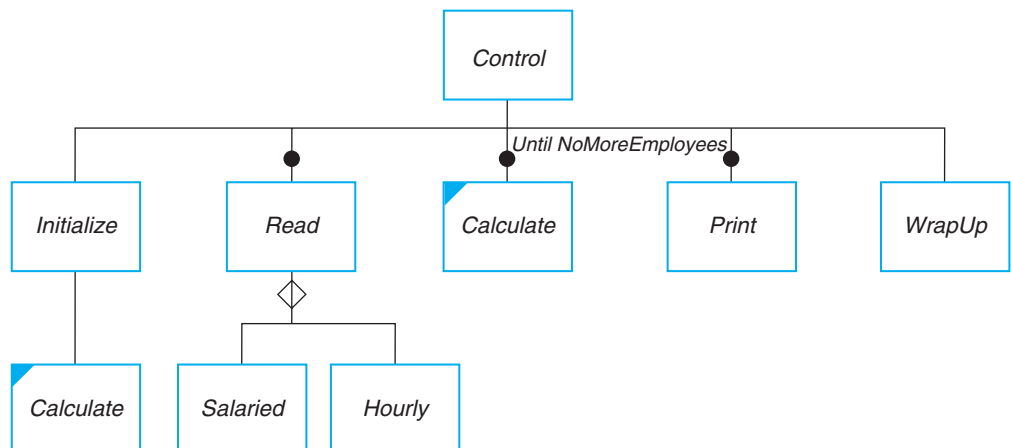 Control
Until NoMoreEmployees
Initialize
Read
Calculate
Print
WrapUp
Calculate
Salaried
Hourly